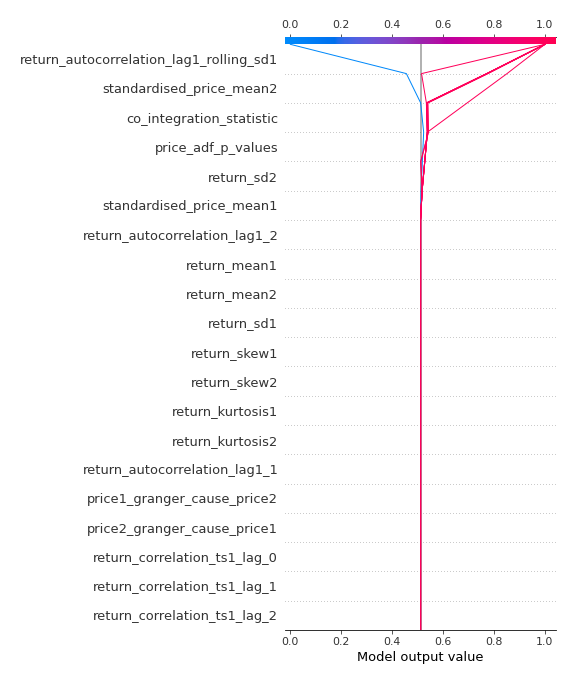 0.0 0.2 0.4 0.6 0.8 1.0
return_autocorrelation_lag1_rolling_sd1
standardised_price_mean2
co_integration_statistic
price_adf_p_values
return_sd2
standardised_price_mean1
return_autocorrelation_lag1_2
return_mean1
return_mean2
return_sd1
return_skew1
return_skew2
return_kurtosis1
return_kurtosis2
return_autocorrelation_lag1_1
price1_granger_cause_price2
price2_granger_cause_price1
return_correlation_ts1_lag_0
return_correlation_ts1_lag_1
return_correlation_ts1_lag_2
0.0 0.2 0.4 0.6 0.8 1.0
Model output value